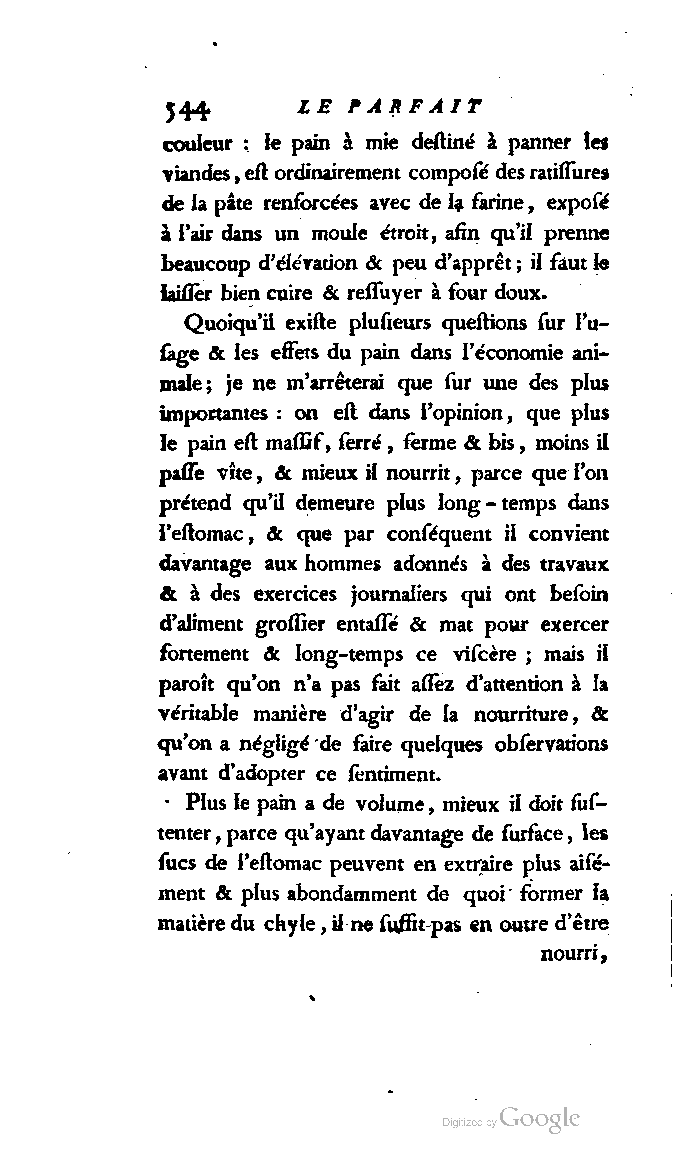 544 LE PARFAIT
couleur : le pain à mie deſtiné à panner les
viandes, eſt ordinairement compoſé des ratiſſures
de la pâte renforcées avec de la farine, expoſé
à l'air dans un moule étroit, afin qu'il prenne
beaucoup d'élévation & peu d'apprêt; il faut le
laiſſer bien cuire & reſſuyer à four doux.
Quoiqu'il exiſte pluſieurs queſtions ſur l'u-
ſage & les effets du pain dans l'économie ani-
male; je ne m'arrêterai que ſur une des plus
importantes : on eſt dans l'opinion, que plus
le pain eſt maſſif, ſerré, ferme & bis, moins il
paſſe vîte, & mieux il nourrit, parce que l'on
prétend qu'il demeure plus long-temps dans
l'eſtomac, & que par conſéquent il convient
davantage aux hommes adonnés à des travaux
& à des exercices journaliers qui ont beſoin
d'aliment groſſier entaſſé & mat pour exercer
fortement & long-temps ce viſcère ; mais il
paroît qu'on n'a pas fait aſſez d'attention à la
véritable manière d'agir de la nourriture, &
qu'on a négligé de faire quelques obſervations
avant d'adopter ce ſentiment.
Plus le pain a de volume, mieux il doit ſuſ-
tenter, parce qu'ayant davantage de ſurface, les
ſucs de l'eſtomac peuvent en extraire plus aiſé-
ment & plus abondamment de quoi former la
matière du chyle, il ne ſuffit pas en outre d'être
nourri,
Digitized by Google